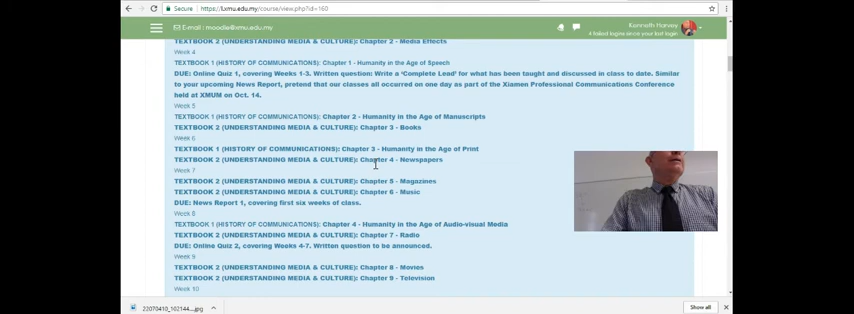 Secure
https://l.xmu.edu.my/course/view.php?id=160
E-mail : moodle@xmu.edu.my
Kenneth Harvey
4 failed logins since your last login
TEXTBOOK 2 (UNDERSTANDING MEDIA & CULTURE): Chapter 2 - Media Effects
Week 4
TEXTBOOK 1 (HISTORY OF COMMUNICATIONS): Chapter 1 - Humanity in the Age of Speech
DUE: Online Quiz 1, covering Weeks 1-3. Written question: Write a ‘Complete Lead’ for what has been taught and discussed in class to date. Similar
to your upcoming News Report, pretend that our classes all occurred on one day as part of the Xiamen Professional Communications Conference
held at XMUM on Oct. 14.
Week 5
TEXTBOOK 1 (HISTORY OF COMMUNICATIONS): Chapter 2 - Humanity in the Age of Manuscripts
TEXTBOOK 2 (UNDERSTANDING MEDIA & CULTURE): Chapter 3 - Books
Week 6
TEXTBOOK 1 (HISTORY OF COMMUNICATIONS): Chapter 3 - Humanity in the Age of Print
TEXTBOOK 2 (UNDERSTANDING MEDIA & CULTURE): Chapter 4 - Newspapers
Week 7
TEXTBOOK 2 (UNDERSTANDING MEDIA & CULTURE): Chapter 5 - Magazines
TEXTBOOK 2 (UNDERSTANDING MEDIA & CULTURE): Chapter 6 - Music
DUE: News Report 1, covering first six weeks of class.
Week 8
TEXTBOOK 1 (HISTORY OF COMMUNICATIONS): Chapter 4 - Humanity in the Age of Audio-visual Media
TEXTBOOK 2 (UNDERSTANDING MEDIA & CULTURE): Chapter 7 - Radio
DUE: Online Quiz 2, covering Weeks 4-7. Written question to be announced.
Week 9
TEXTBOOK 2 (UNDERSTANDING MEDIA & CULTURE): Chapter 8 - Movies
TEXTBOOK 2 (UNDERSTANDING MEDIA & CULTURE): Chapter 9 - Television
Week 10
22070410_102144....jpg
Show all